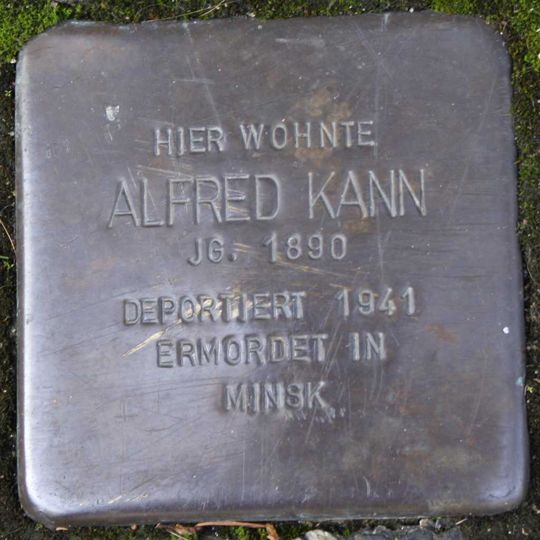 HIER WOHNTE
ALFRED KANN
JG. 1890
DEPORTIERT 1941
ERMORDET IN
MINSK